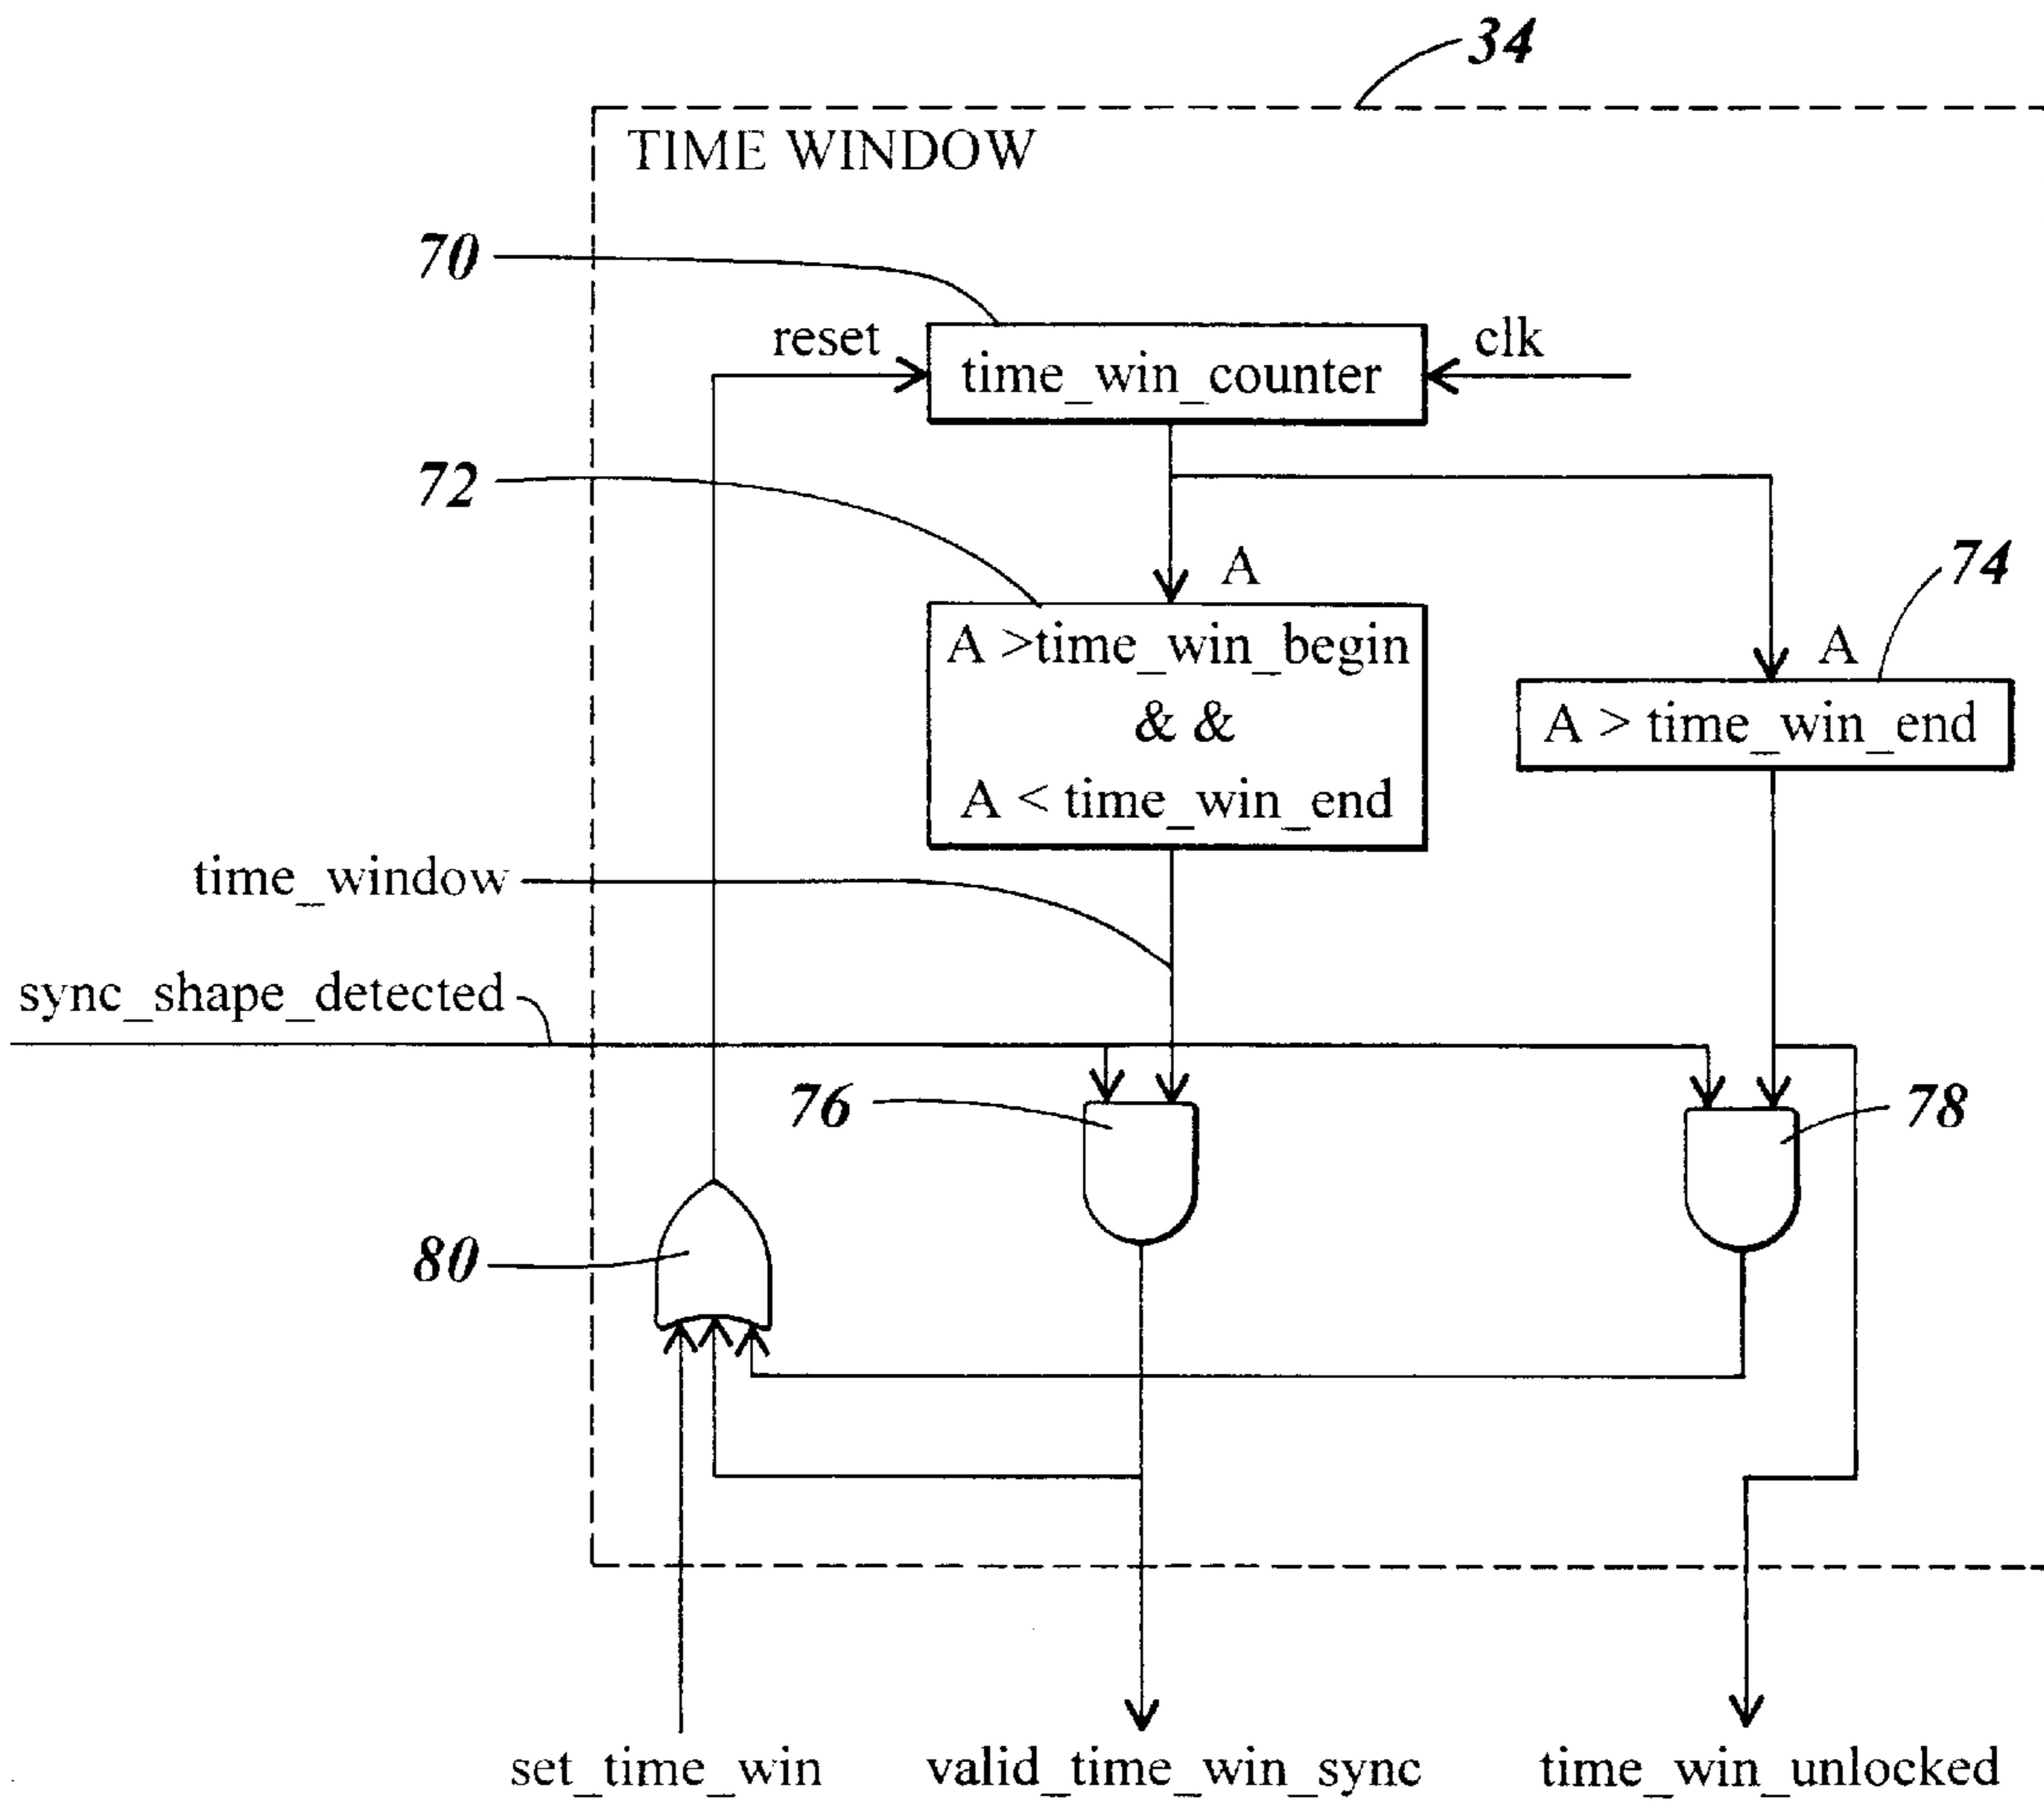 34
TIME WINDOW
70
reset
clk
time_win_counter
72
A
74
A >time_win_begin
& &
A < time_win_end
A
A > time_win_end
time_window
sync_shape_detected
76
78
80
set_time_win
valid_time_win_sync
time_win_unlocked